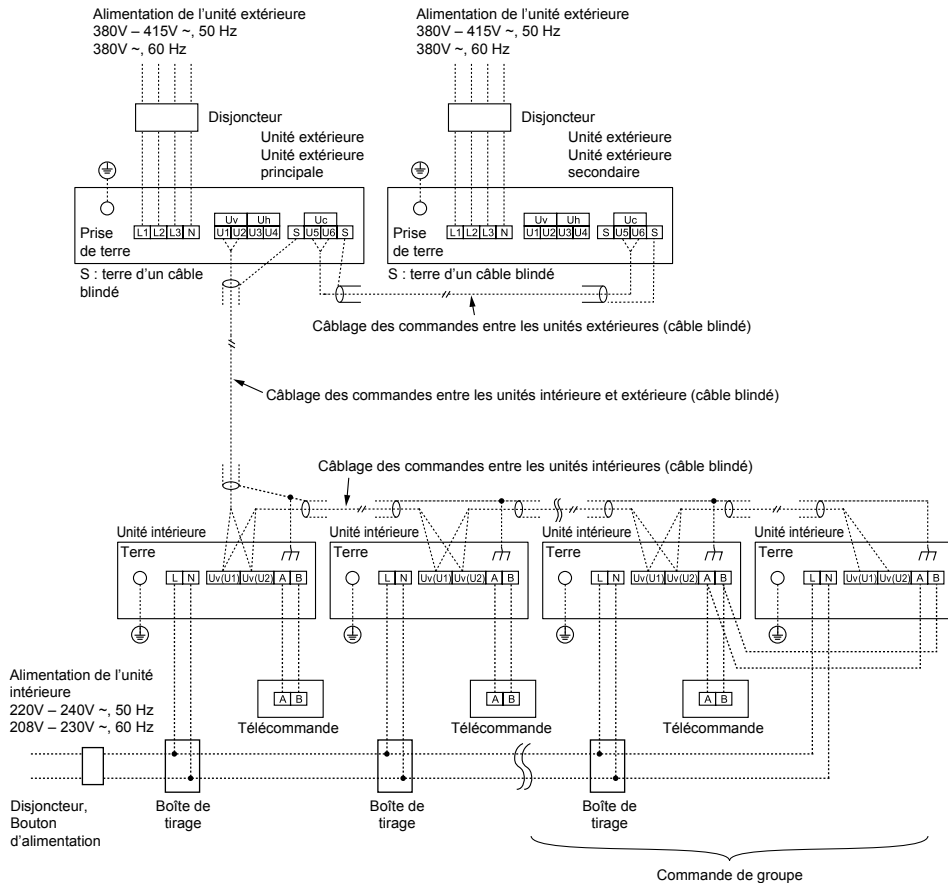 Alimentation de l'unité extérieure
380V – 415V ~, 50 Hz
380V ~, 60 Hz
Disjoncteur
Unité extérieure
Unité extérieure
principale
Prise
de terre
L1 L2 L3 N
Uv Uh
U1 U2 U3 U4
Uc
S U5 U6 S
S : terre d'un câble
blindé
Alimentation de l'unité extérieure
380V – 415V ~, 50 Hz
380V ~, 60 Hz
Disjoncteur
Unité extérieure
Unité extérieure
secondaire
Prise
de terre
L1 L2 L3 N
Uv Uh
U1 U2 U3 U4
Uc
S U5 U6 S
S : terre d'un câble blindé
Câblage des commandes entre les unités extérieures (câble blindé)
Câblage des commandes entre les unités intérieure et extérieure (câble blindé)
Câblage des commandes entre les unités intérieures (câble blindé)
Unité intérieure
Terre
L N Uv(U1) Uv(U2) A B
Unité intérieure
Terre
L N Uv(U1) Uv(U2) A B
Unité intérieure
Terre
L N Uv(U1) Uv(U2) A B
Unité intérieure
Terre
L N Uv(U1) Uv(U2) A B
Alimentation de l'unité
intérieure
220V – 240V ~, 50 Hz
208V – 230V ~, 60 Hz
A B
Télécommande
A B
Télécommande
A B
Télécommande
Disjoncteur,
Bouton
d'alimentation
Boîte de
tirage
Boîte de
tirage
Boîte de
tirage
Commande de groupe